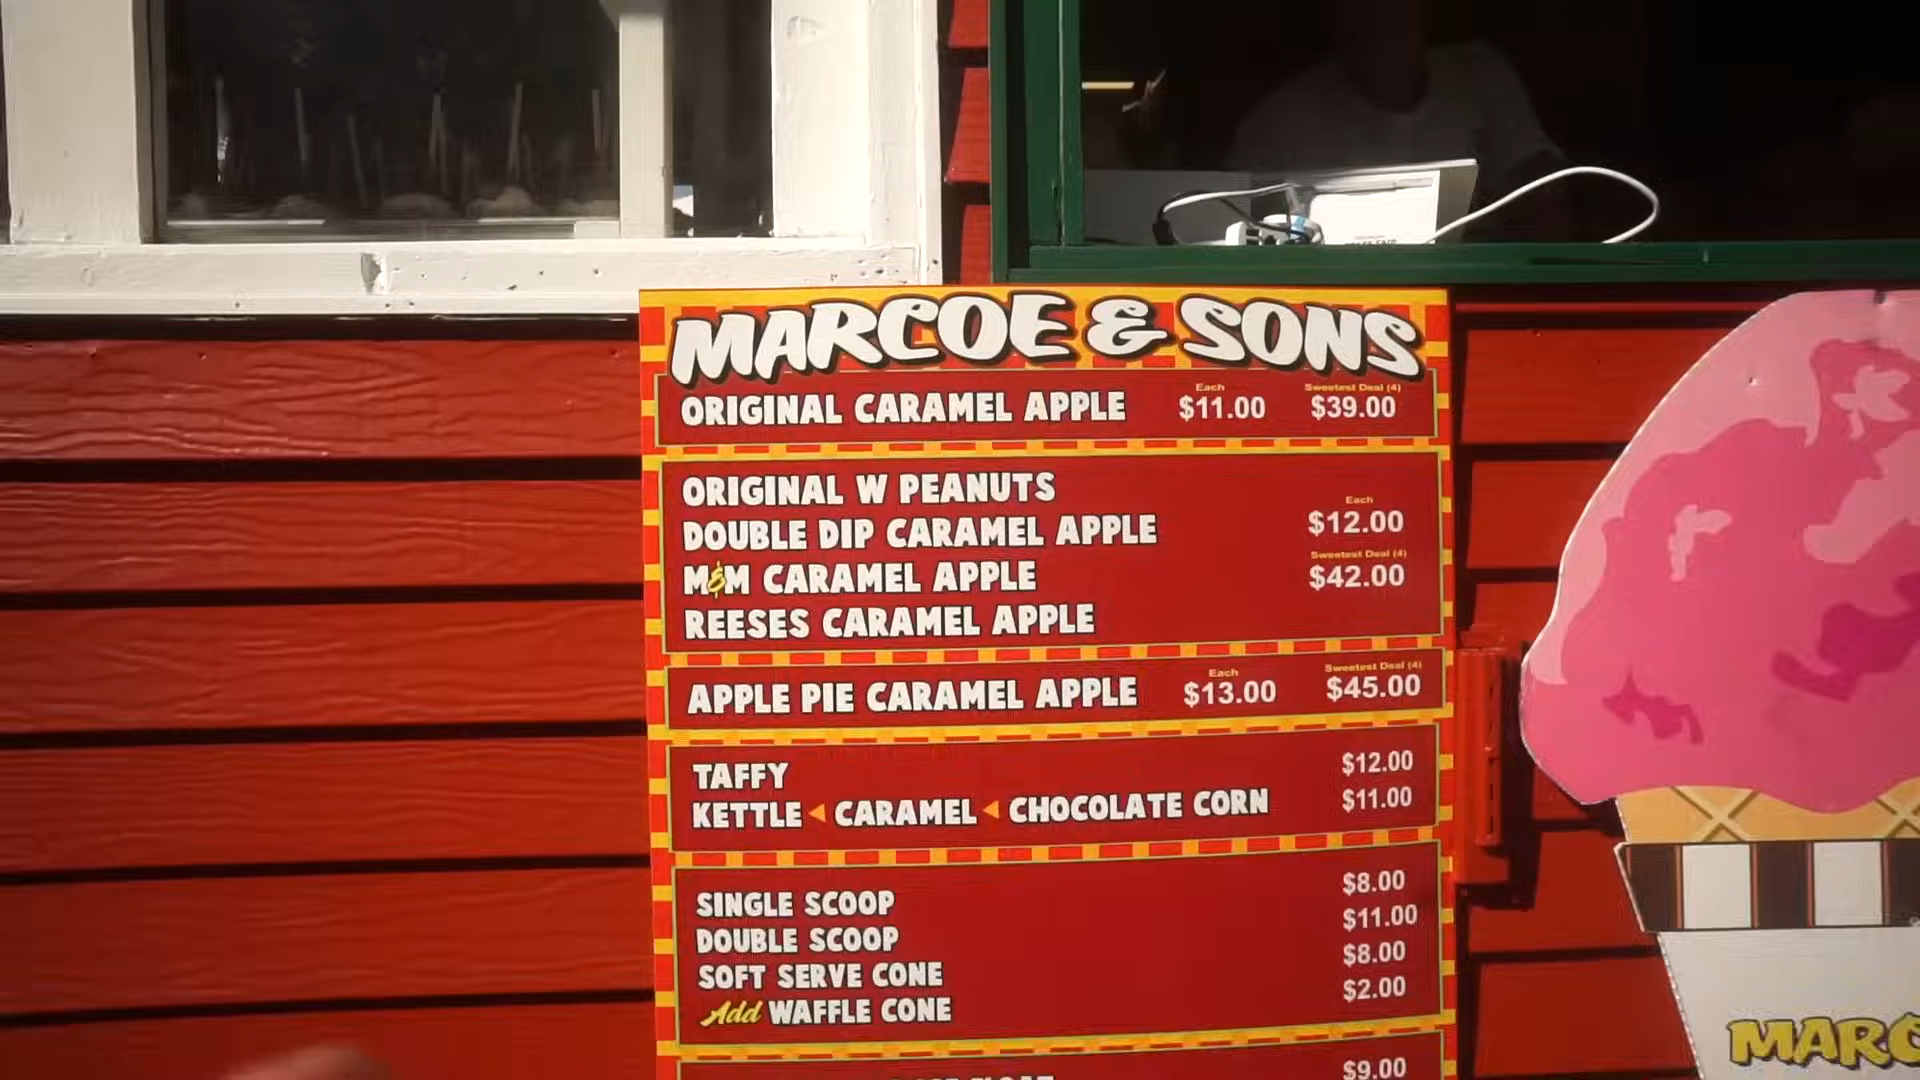 MARCOE & SONS
ORIGINAL CARAMEL APPLE Each $11.00 Sweetest Deal (4) $39.00
ORIGINAL W PEANUTS
DOUBLE DIP CARAMEL APPLE
M&M CARAMEL APPLE
REESES CARAMEL APPLE
Each
$12.00
Sweetest Deal (4)
$42.00
APPLE PIE CARAMEL APPLE Each $13.00 Sweetest Deal (4) $45.00
TAFFY $12.00
KETTLE CARAMEL CHOCOLATE CORN $11.00
SINGLE SCOOP $8.00
DOUBLE SCOOP $11.00
SOFT SERVE CONE $8.00
Add WAFFLE CONE $2.00
$9.00
MARC